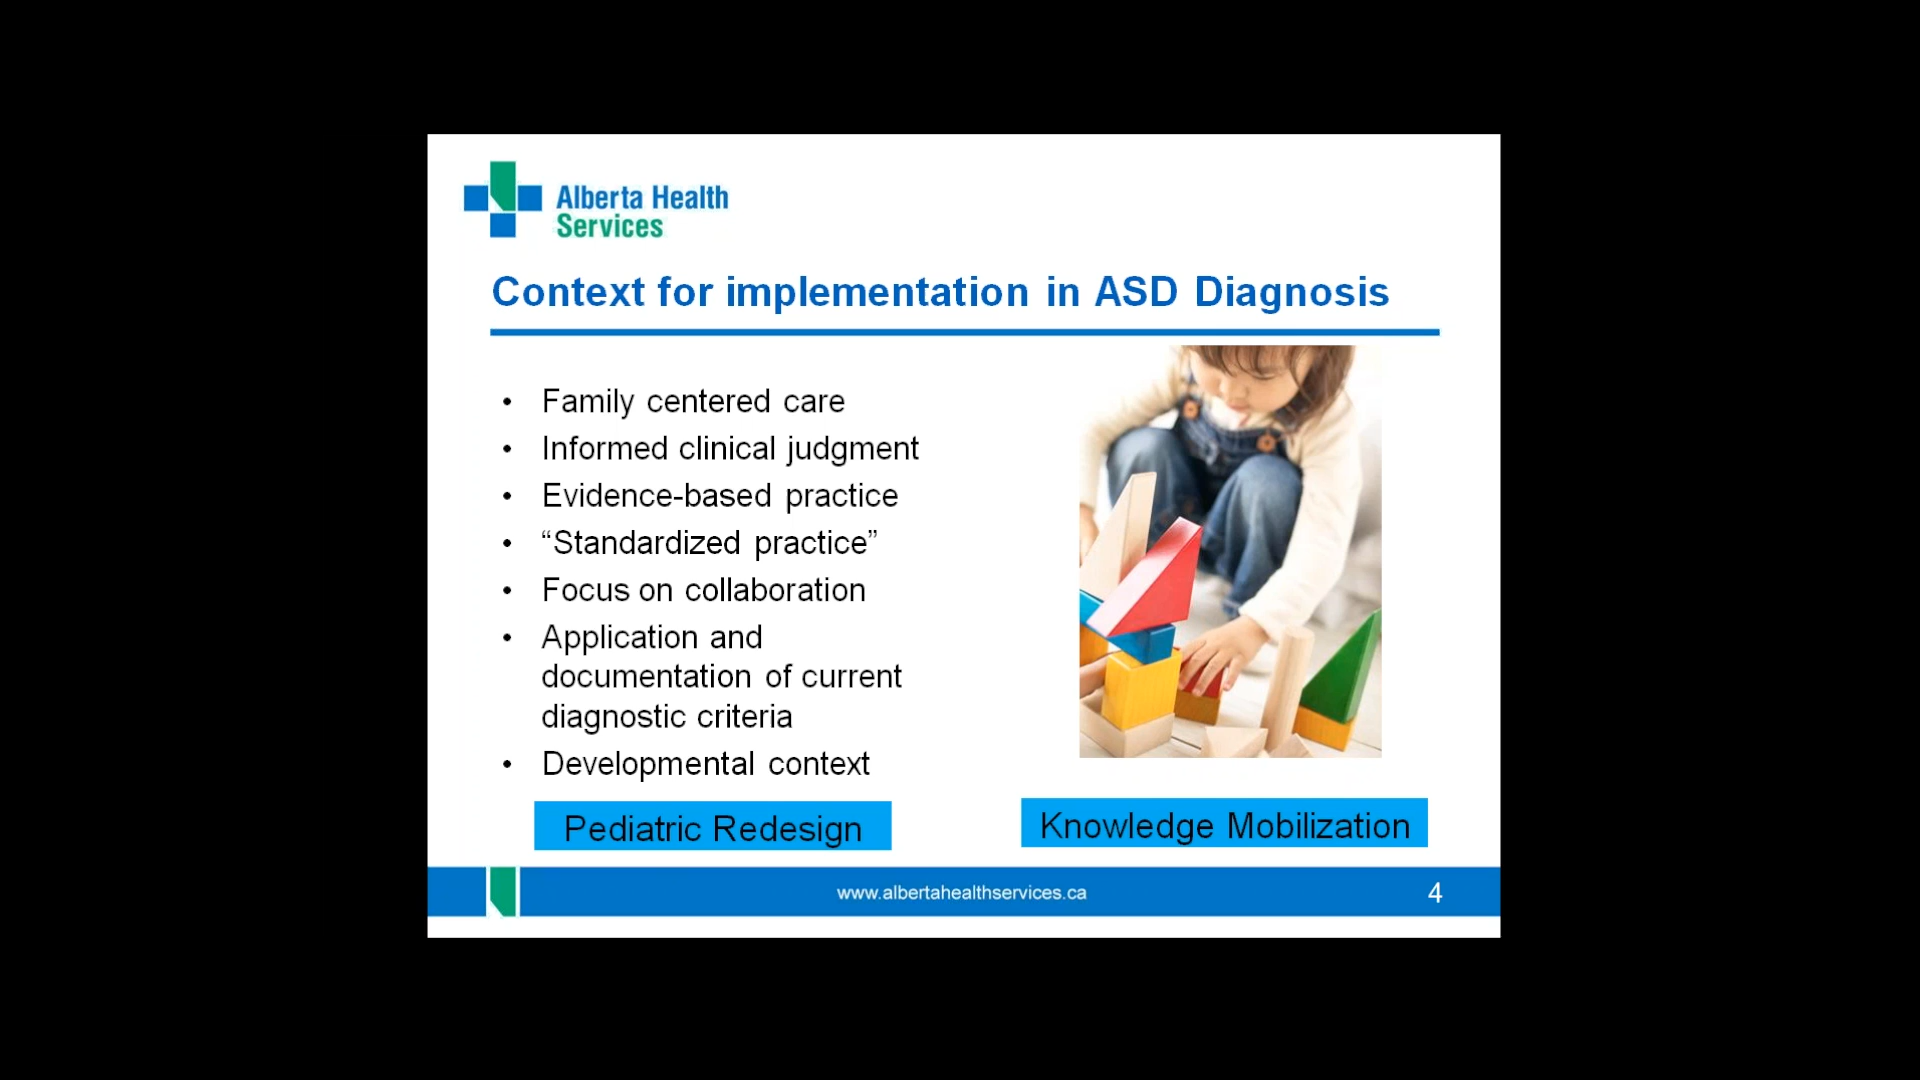 Alberta Health
Services
Context for implementation in ASD Diagnosis
• Family centered care
• Informed clinical judgment
• Evidence-based practice
• “Standardized practice”
• Focus on collaboration
• Application and
documentation of current
diagnostic criteria
• Developmental context
Pediatric Redesign
Knowledge Mobilization
www.albertahealthservices.ca
4